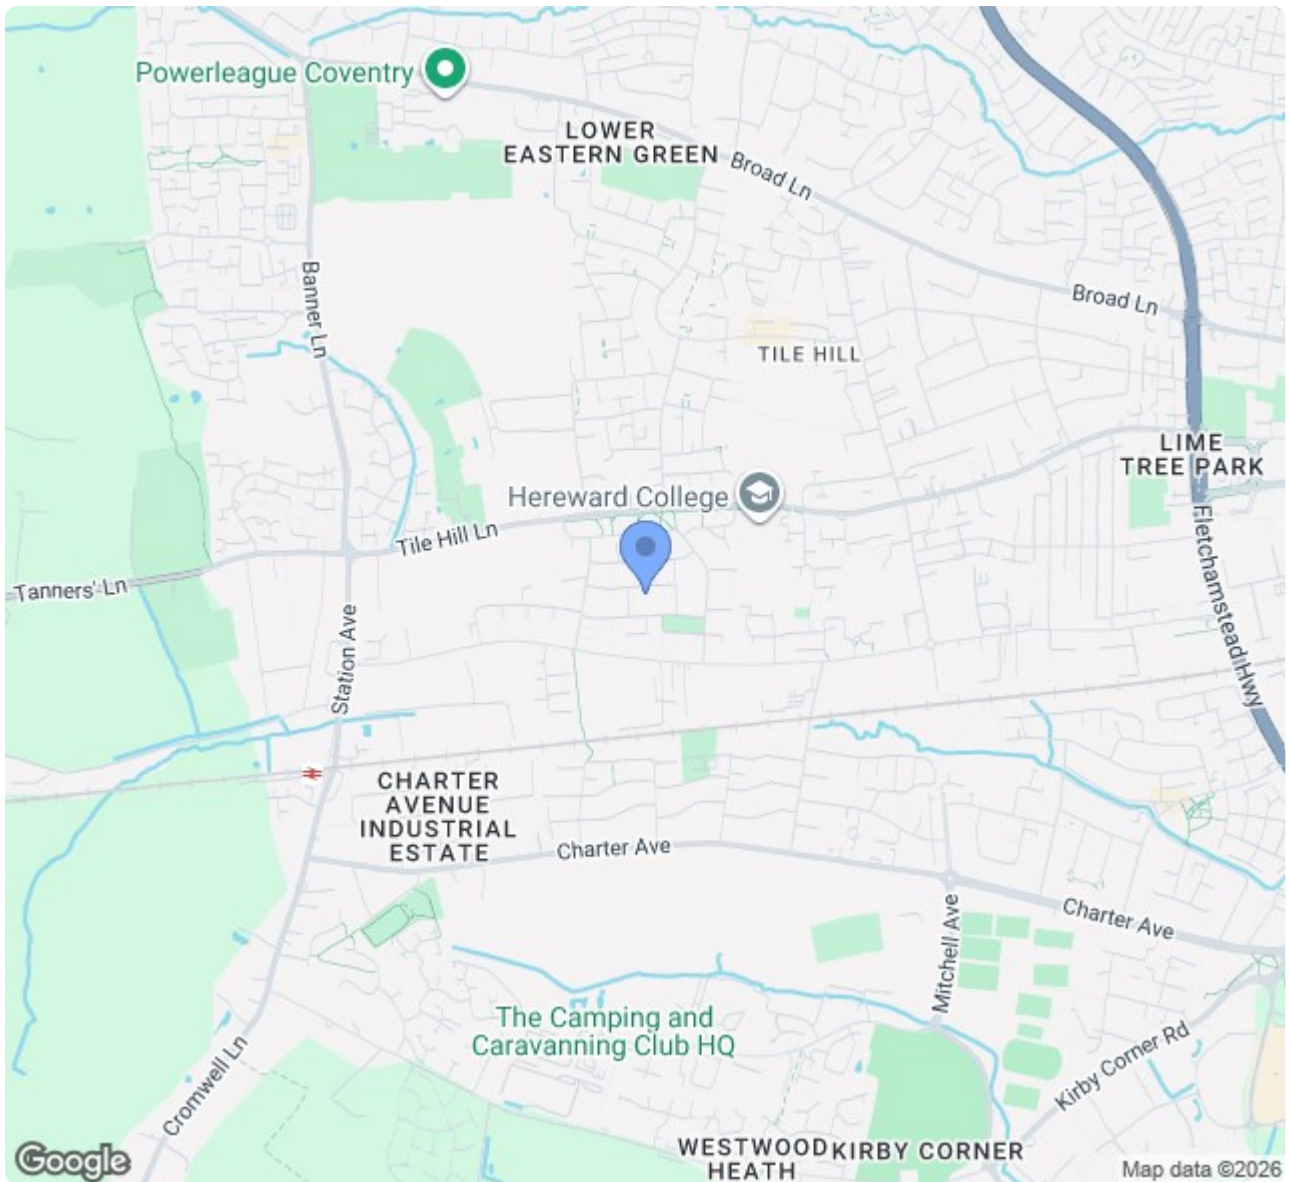 Powerleague Coventry
LOWER
EASTERN GREEN
Broad Ln
Banner Ln
Broad Ln
TILE HILL
LIME
TREE PARK
Hereward College
Tile Hill Ln
Fletchamstead Hwy
Tanners' Ln
Station Ave
CHARTER
AVENUE
INDUSTRIAL
ESTATE
Charter Ave
Charter Ave
Mitchell Ave
The Camping and
Caravanning Club HQ
Kirby Corner Rd
Cromwell Ln
WESTWOOD
HEATH
KIRBY CORNER
Google
Map data ©2026